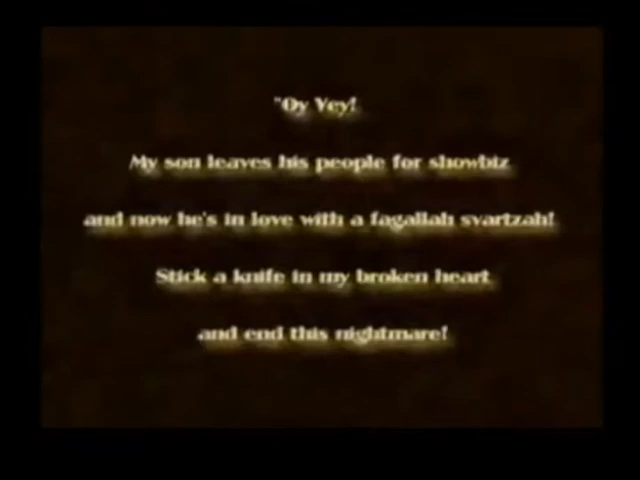 "Oy Vey!
My son leaves his people for showbiz
and now he's in love with a fagallah svartzah!
Stick a knife in my broken heart
and end this nightmare!